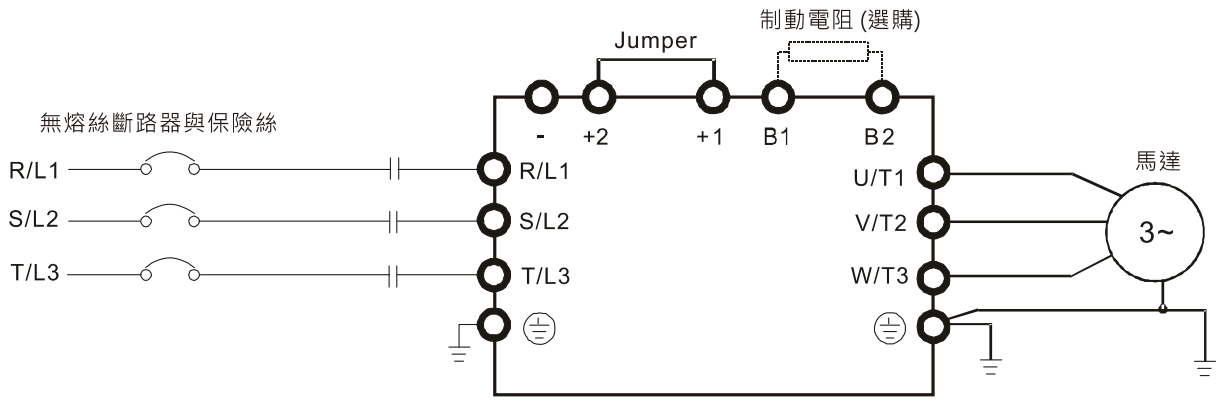 制動電阻 (選購)
Jumper
- +2 +1 B1 B2
無熔絲斷路器與保險絲
馬達
R/L1 R/L1 U/T1
S/L2 S/L2 V/T2 3~
T/L3 T/L3 W/T3